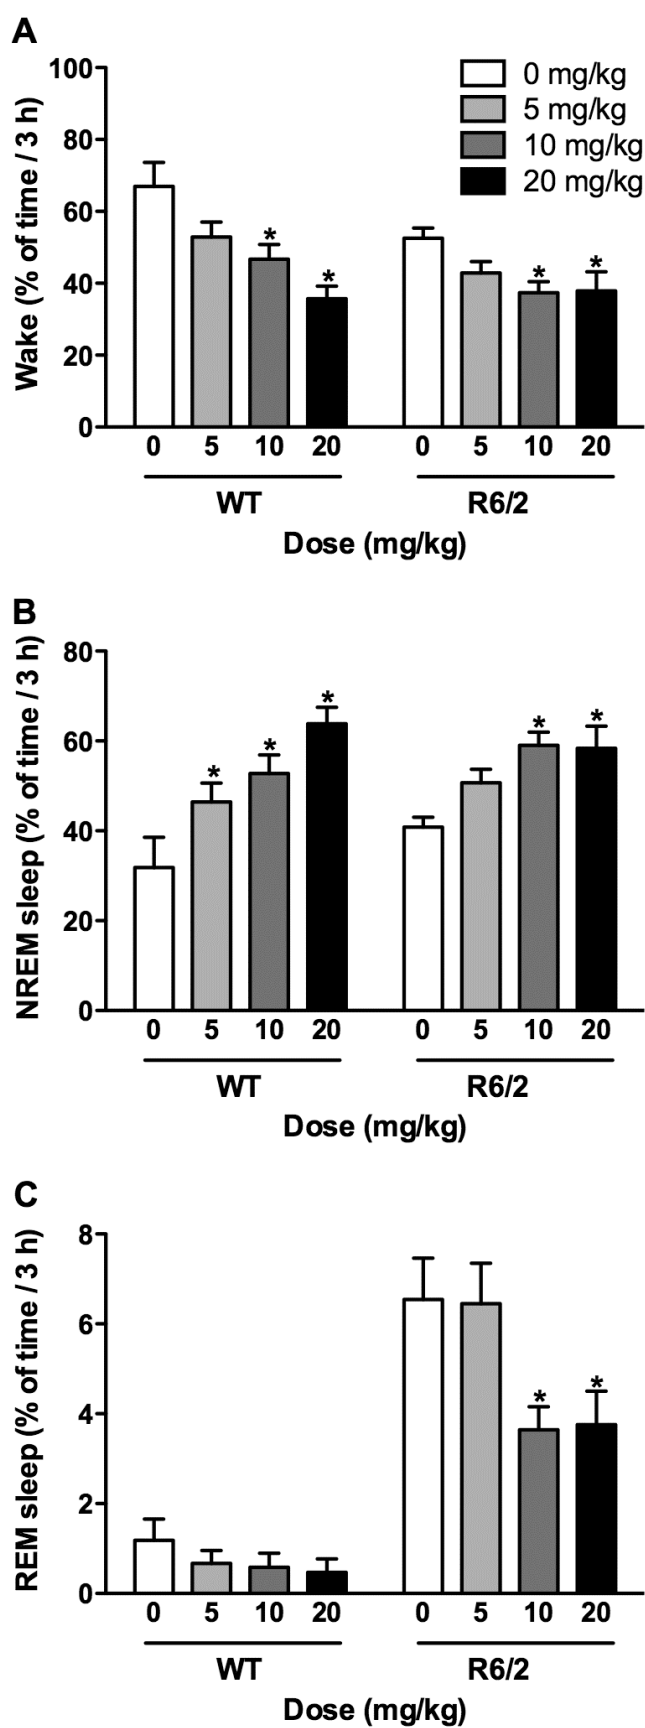 A
Wake (% of time / 3 h)
100
80
60
40
20
0
0 mg/kg
5 mg/kg
10 mg/kg
20 mg/kg
* * * *
0 5 10 20 0 5 10 20
WT R6/2
Dose (mg/kg)
B
NREM sleep (% of time / 3 h)
80
60
40
20
0
* * * * *
0 5 10 20 0 5 10 20
WT R6/2
Dose (mg/kg)
C
REM sleep (% of time / 3 h)
8
6
4
2
0
* *
0 5 10 20 0 5 10 20
WT R6/2
Dose (mg/kg)